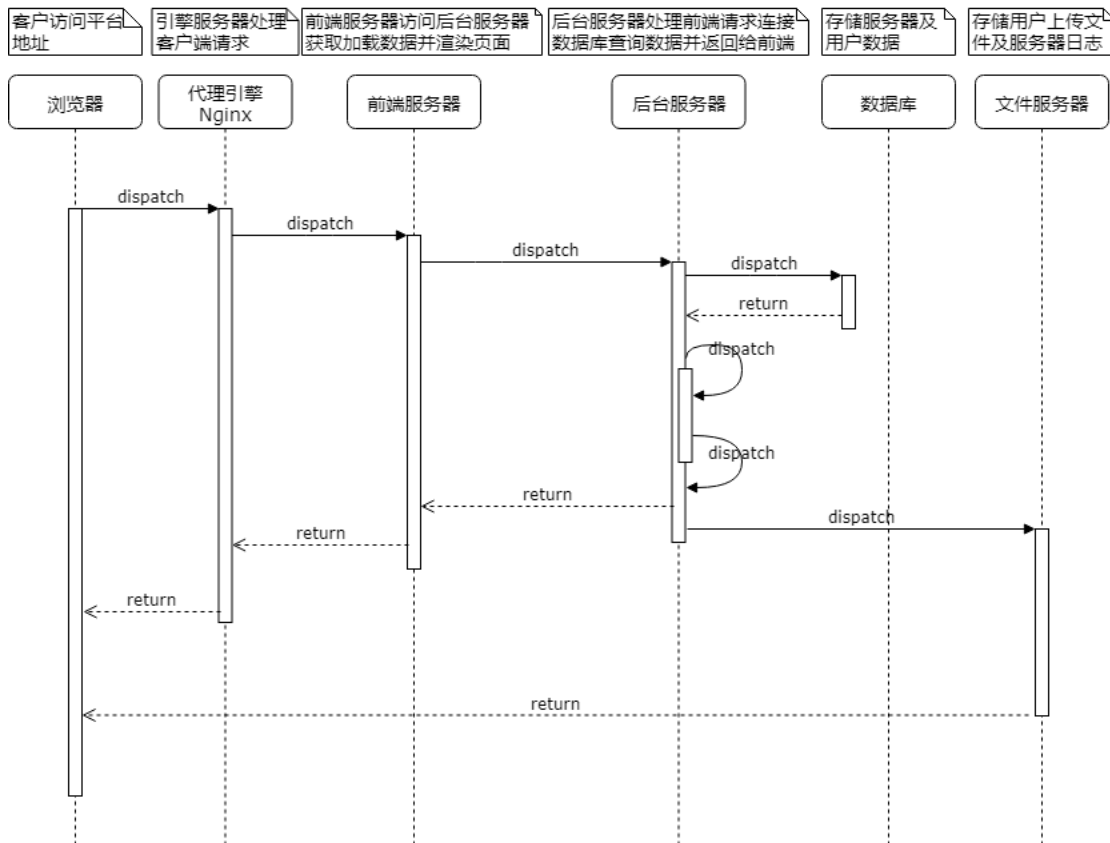 客户访问平台
地址
引擎服务器处理
客户端请求
前端服务器访问后台服务器
获取加载数据并渲染页面
后台服务器处理前端请求连接
数据库查询数据并返回给前端
存储服务器及
用户数据
存储用户上传文
件及服务器日志
浏览器
代理引擎
Nginx
前端服务器
后台服务器
数据库
文件服务器
dispatch
dispatch
dispatch
dispatch
return
dispatch
dispatch
return
dispatch
return
return
return